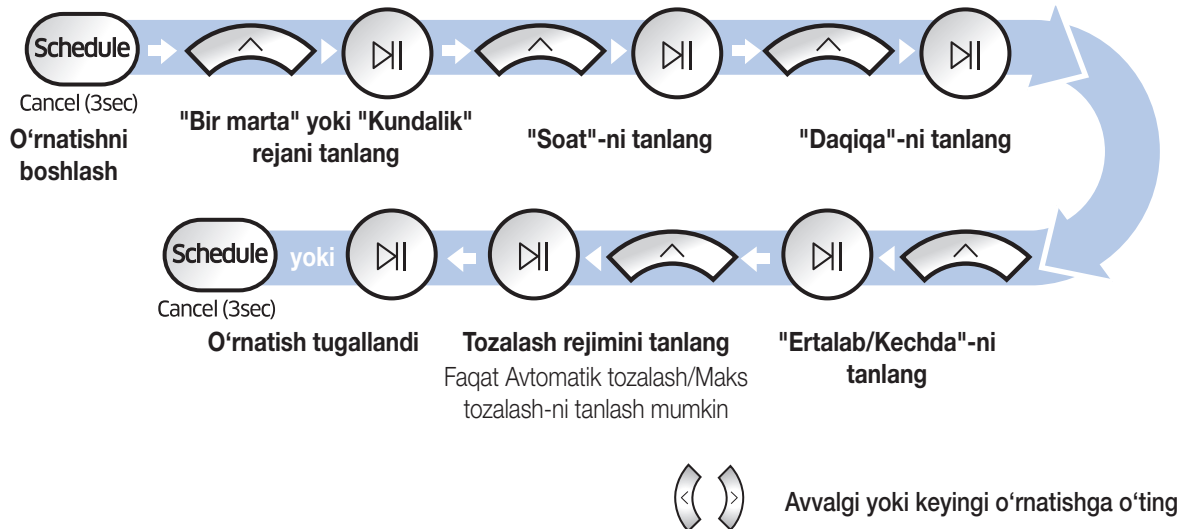 Schedule
Cancel (3sec)
O‘rnatishni
boshlash
"Bir marta" yoki "Kundalik"
rejani tanlang
"Soat"-ni tanlang
"Daqiqa"-ni tanlang
Schedule
yoki
Cancel (3sec)
O‘rnatish tugallandi
Tozalash rejimini tanlang
Faqat Avtomatik tozalash/Maks
tozalash-ni tanlash mumkin
"Ertalab/Kechda"-ni
tanlang
Avvalgi yoki keyingi o‘rnatishga o‘ting